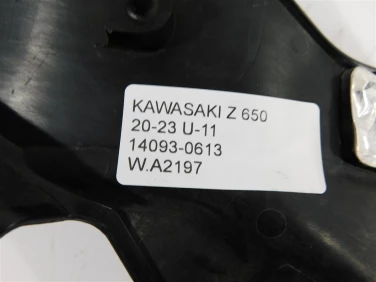 KAWASAKI Z 650
20-23 U-11
14093-0613
W.A2197